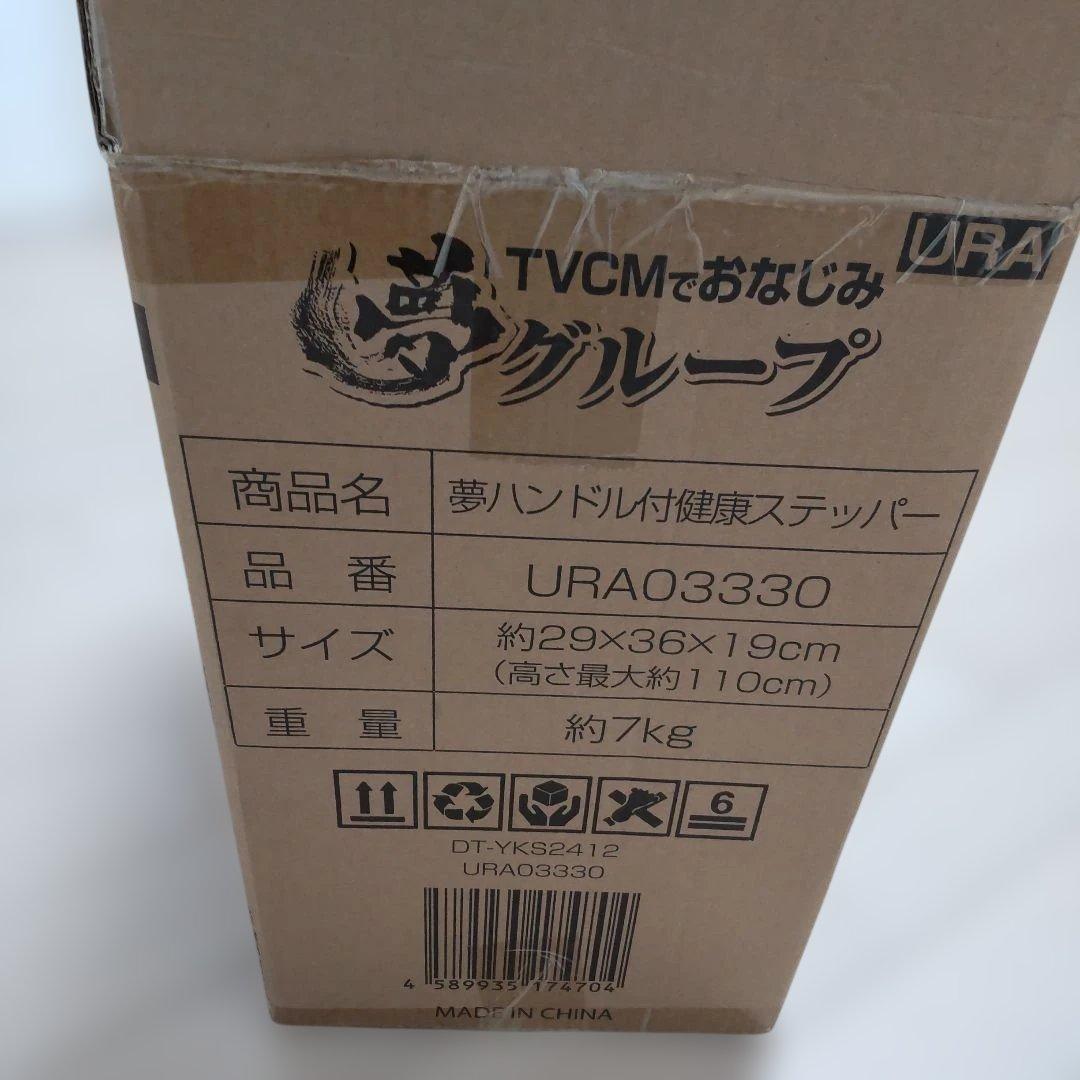 URA
TVCMでおなじみ
夢グループ
商品名 夢ハンドル付健康ステッパー
品番 URA03330
サイズ 約29×36×19cm
（高さ最大約110cm）
重量 約7kg
6
DT-YKS2412
URA03330
4 589935 174704
MADE IN CHINA